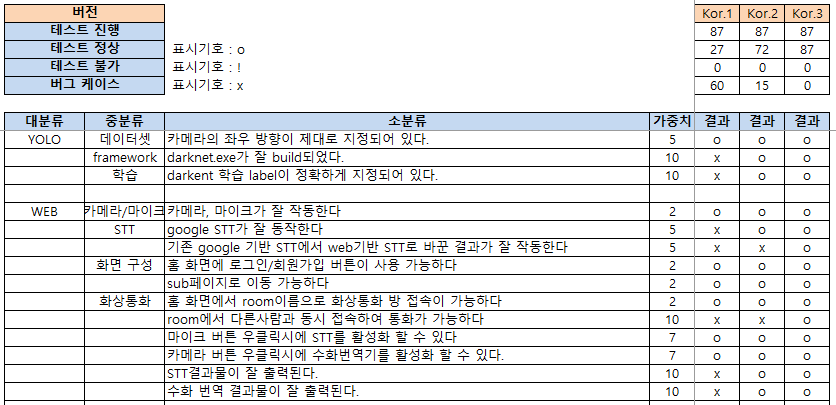 버전 Kor.1 Kor.2 Kor.3
테스트 진행 87 87 87
테스트 정상 표시기호 : o 27 72 87
테스트 불가 표시기호 : ! 0 0 0
버그 케이스 표시기호 : x 60 15 0
대분류 중분류 소분류 가중치 결과 결과 결과
YOLO 데이터셋 카메라의 좌우 방향이 제대로 지정되어 있다. 5 o o o
framework darknet.exe가 잘 build되었다. 10 x o o
학습 darkent 학습 label이 정확하게 지정되어 있다. 10 x o o
WEB 카메라/마이크 카메라, 마이크가 잘 작동한다 2 o o o
STT google STT가 잘 동작한다 5 x o o
기존 google 기반 STT에서 web기반 STT로 바꾼 결과가 잘 작동한다 5 x x o
화면 구성 홈 화면에 로그인/회원가입 버튼이 사용 가능하다 2 o o o
sub페이지로 이동 가능하다 2 o o o
화상통화 홈 화면에서 room이름으로 화상통화 방 접속이 가능하다 2 o o o
room에서 다른사람과 동시 접속하여 통화가 가능하다 10 x x o
마이크 버튼 우클릭시에 STT를 활성화 할 수 있다 7 o o o
카메라 버튼 우클릭시에 수화번역기를 활성화 할 수 있다. 7 o o o
STT결과물이 잘 출력된다. 10 x o o
수화 번역 결과물이 잘 출력된다. 10 x o o